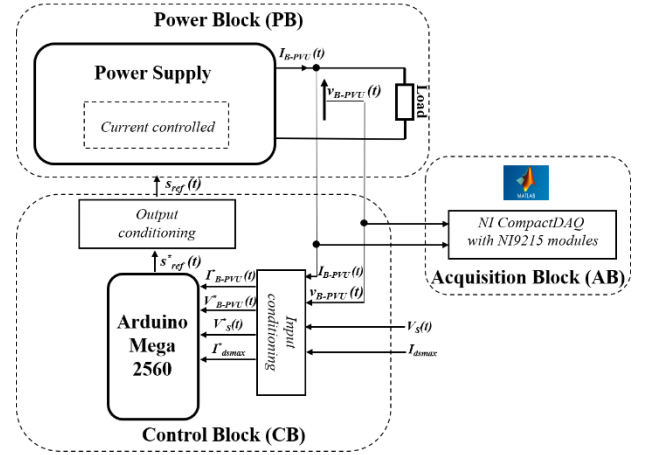 Power Block (PB)
Power Supply
Current controlled
I_B-PVU(t)
v_B-PVU(t)
Load
s_ref(t)
Output
conditioning
s*_ref(t)
Arduino
Mega
2560
I*_B-PVU(t)
V*_B-PVU(t)
V*_S(t)
I*_dsmax
Input
conditioning
I_B-PVU(t)
v_B-PVU(t)
V_S(t)
I_dsmax
Control Block (CB)
MATLAB
NI CompactDAQ
with NI9215 modules
Acquisition Block (AB)